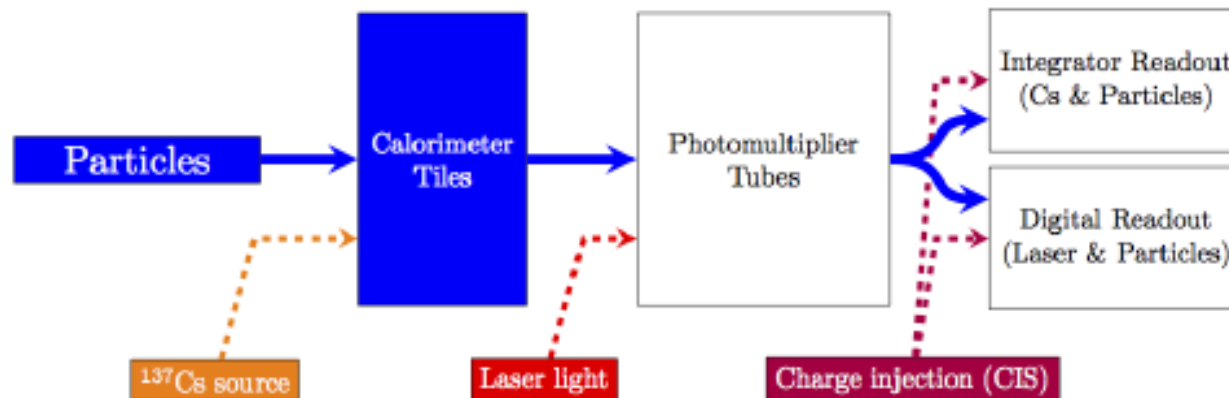 Particles
Calorimeter
Tiles
Photomultiplier
Tubes
Integrator Readout
(Cs & Particles)
Digital Readout
(Laser & Particles)
¹³⁷Cs source
Laser light
Charge injection (CIS)